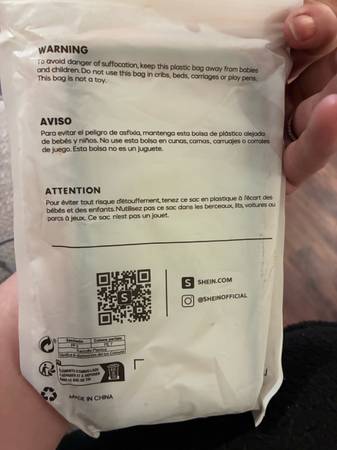 WARNING
To avoid danger of suffocation, keep this plastic bag away from babies
and children. Do not use this bag in cribs, beds, carriages or play pens.
This bag is not a toy.
AVISO
Para evitar el peligro de asfixia, mantenga esta bolsa de plástico alejada
de bebés y niños. No use esta bolsa en cunas, camas, carruajes o corrales
de juego. Esta bolsa no es un juguete.
ATTENTION
Pour éviter tout risque d'étouffement, tenez ce sac en plastique à l'écart des
bébés et des enfants. N'utilisez pas ce sac dans les berceaux, lits, voitures ou
parcs à jeux. Ce sac n'est pas un jouet.
S SHEIN.COM
@SHEINOFFICIAL
MADE IN CHINA